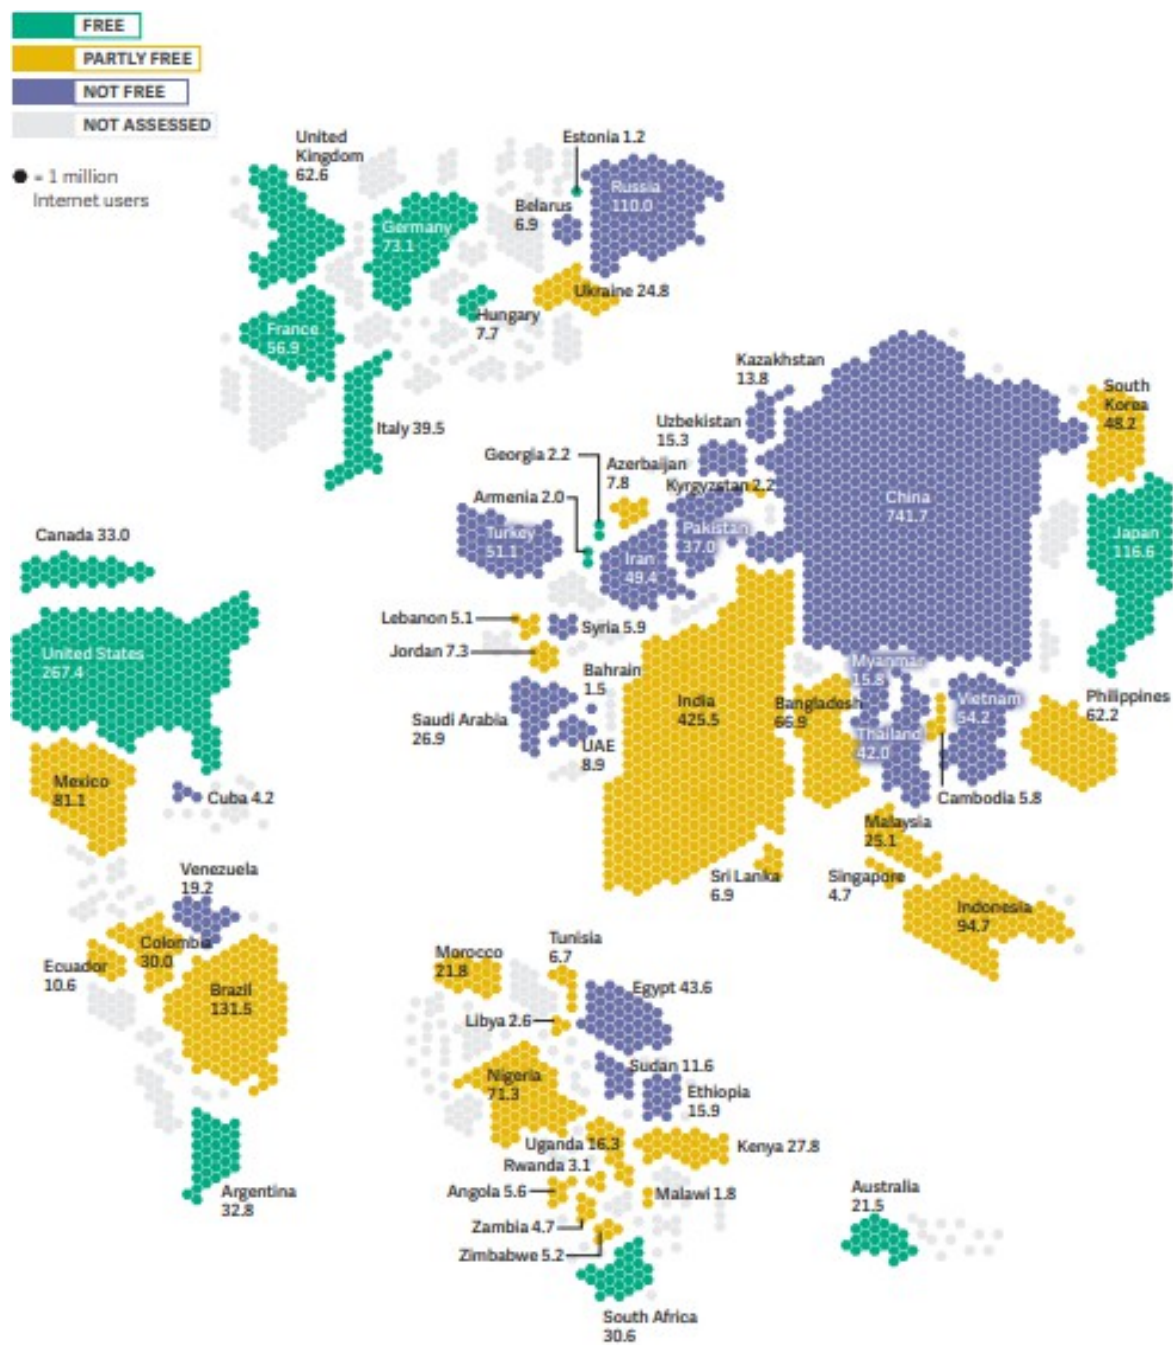 FREE
PARTLY FREE
NOT FREE
NOT ASSESSED
= 1 million
Internet users
United
Kingdom
62.6
Estonia 1.2
Russia
110.0
Belarus
6.9
Germany
73.1
Ukraine 24.8
Hungary
7.7
France
56.9
Italy 39.5
Kazakhstan
13.8
South
Korea
48.2
Uzbekistan
15.3
Georgia 2.2
Azerbaijan
7.8
Kyrgyzstan 2.2
Armenia 2.0
China
741.7
Turkey
51.1
Pakistan
37.0
Iran
49.4
Japan
116.6
Canada 33.0
United States
267.4
Lebanon 5.1
Syria 5.9
Jordan 7.3
Bahrain
1.5
Saudi Arabia
26.9
UAE
8.9
India
425.5
Bangladesh
66.9
Myanmar
15.8
Thailand
42.0
Vietnam
54.2
Philippines
62.2
Cambodia 5.8
Mexico
81.1
Cuba 4.2
Malaysia
25.1
Sri Lanka
6.9
Singapore
4.7
Indonesia
94.7
Venezuela
19.2
Colombia
30.0
Ecuador
10.6
Brazil
131.5
Argentina
32.8
Morocco
21.8
Tunisia
6.7
Egypt 43.6
Libya 2.6
Sudan 11.6
Nigeria
71.3
Ethiopia
15.9
Uganda 16.3
Kenya 27.8
Rwanda 3.1
Angola 5.6
Malawi 1.8
Zambia 4.7
Zimbabwe 5.2
South Africa
30.6
Australia
21.5